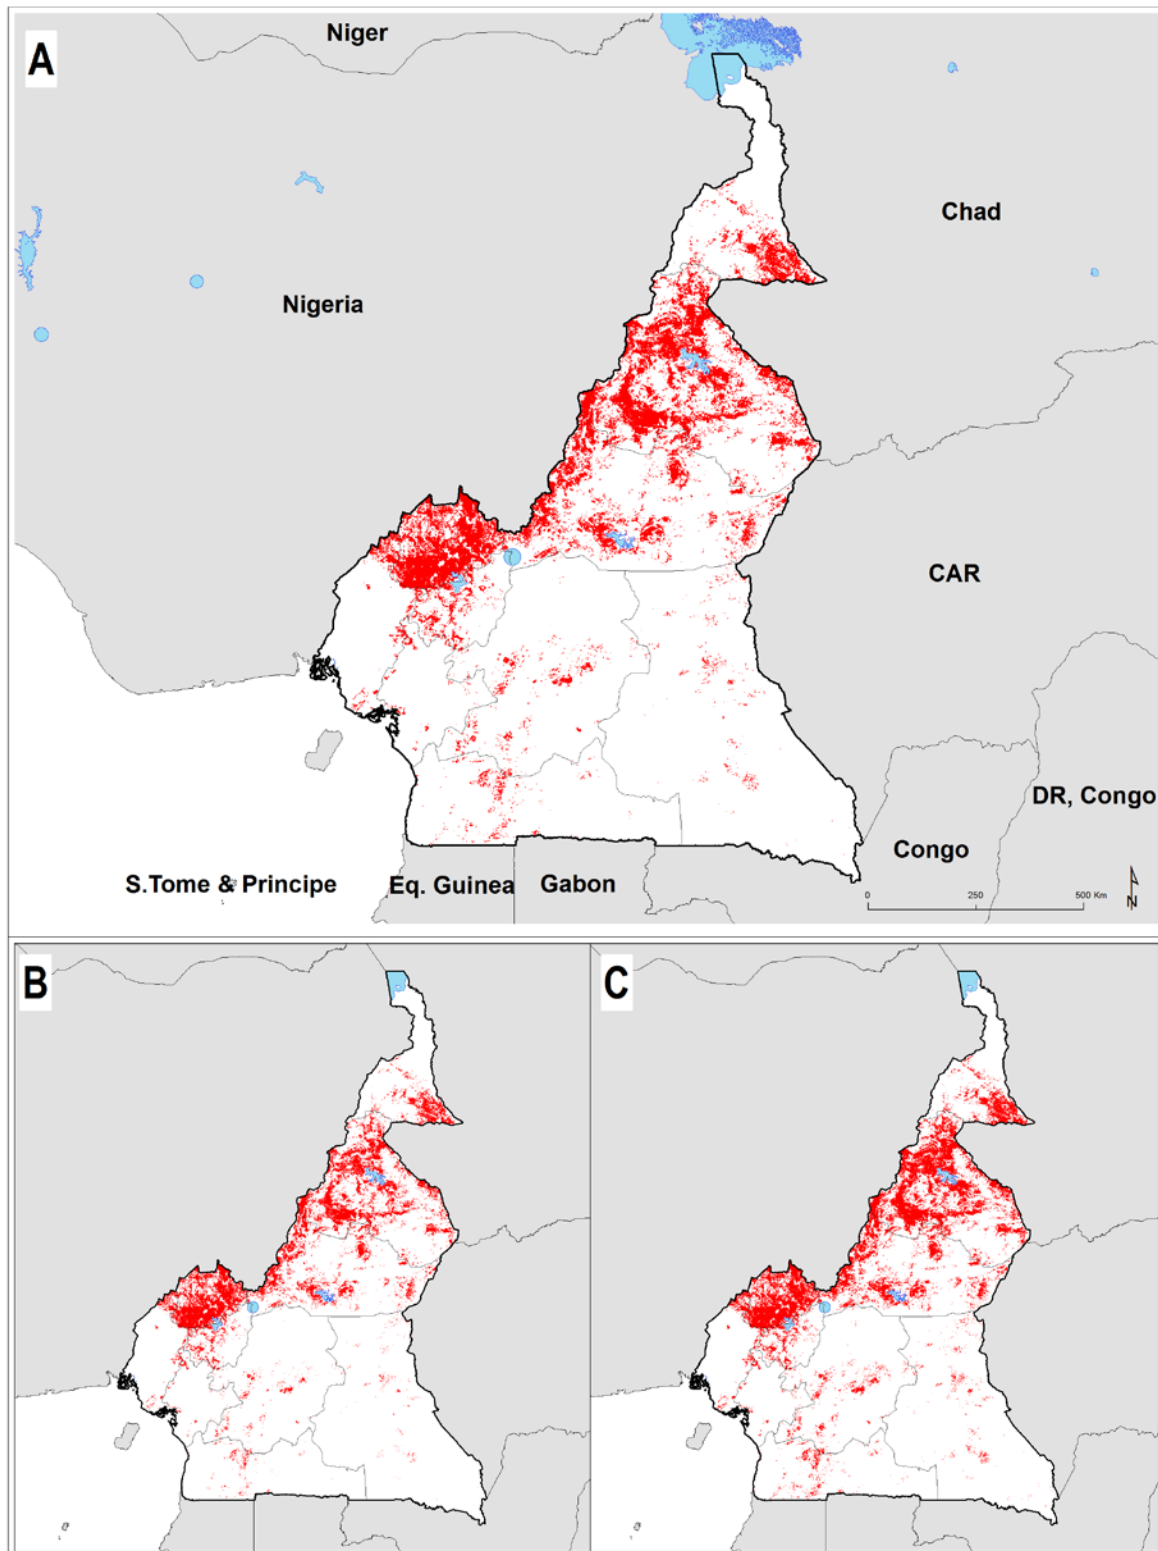 A
Niger
Chad
Nigeria
CAR
DR, Congo
Congo
S.Tome & Principe
Eq. Guinea
Gabon
0 250 500 Km
N
B
C